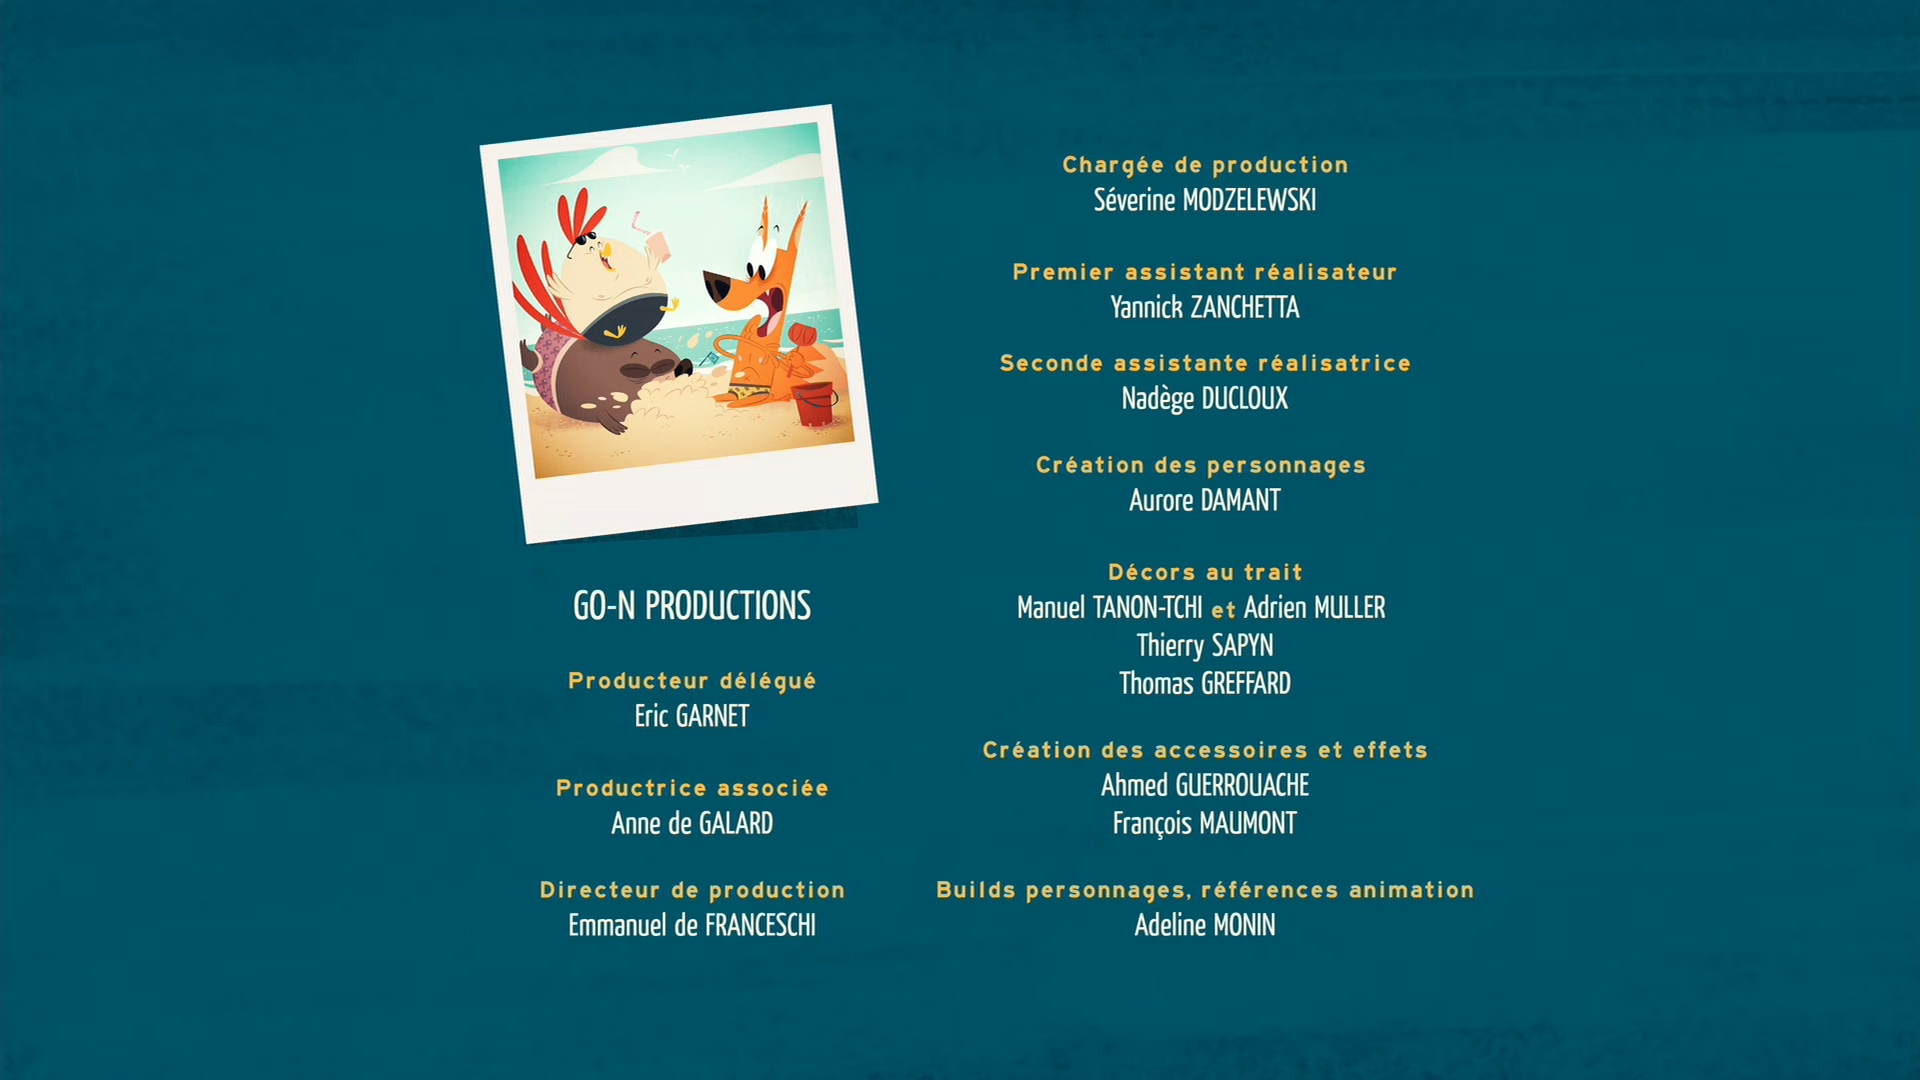 GO-N PRODUCTIONS
Producteur délégué
Eric GARNET
Productrice associée
Anne de GALARD
Directeur de production
Emmanuel de FRANCESCHI
Chargée de production
Séverine MODZELEWSKI
Premier assistant réalisateur
Yannick ZANCHETTA
Seconde assistante réalisatrice
Nadège DUCLOUX
Création des personnages
Aurore DAMANT
Décors au trait
Manuel TANON-TCHI et Adrien MULLER
Thierry SAPYN
Thomas GREFFARD
Création des accessoires et effets
Ahmed GUERROUACHE
François MAUMONT
Builds personnages, références animation
Adeline MONIN